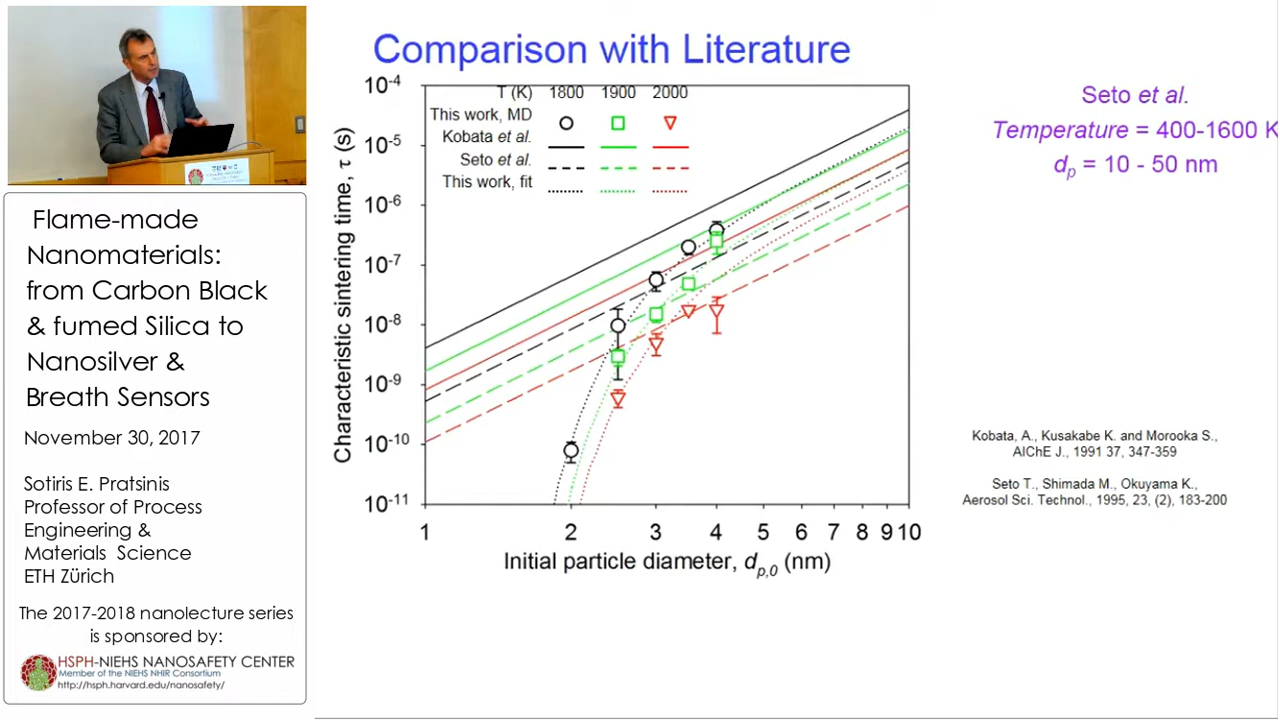 Comparison with Literature
T (K) 1800 1900 2000
This work, MD
Kobata et al.
Seto et al.
This work, fit
Characteristic sintering time, τ (s)
10-4
10-5
10-6
10-7
10-8
10-9
10-10
10-11
1 2 3 4 5 6 7 8 9 10
Initial particle diameter, dp,0 (nm)
Seto et al.
Temperature = 400-1600 K
dp = 10 - 50 nm
Kobata, A., Kusakabe K. and Morooka S.,
AIChE J., 1991 37, 347-359
Seto T., Shimada M., Okuyama K.,
Aerosol Sci. Technol., 1995, 23, (2), 183-200
Flame-made
Nanomaterials:
from Carbon Black
& fumed Silica to
Nanosilver &
Breath Sensors
November 30, 2017
Sotiris E. Pratsinis
Professor of Process
Engineering &
Materials Science
ETH Zürich
The 2017-2018 nanolecture series
is sponsored by:
HSPH-NIEHS NANOSAFETY CENTER
Member of the NIEHS NHIR Consortium
http://hsph.harvard.edu/nanosafety/